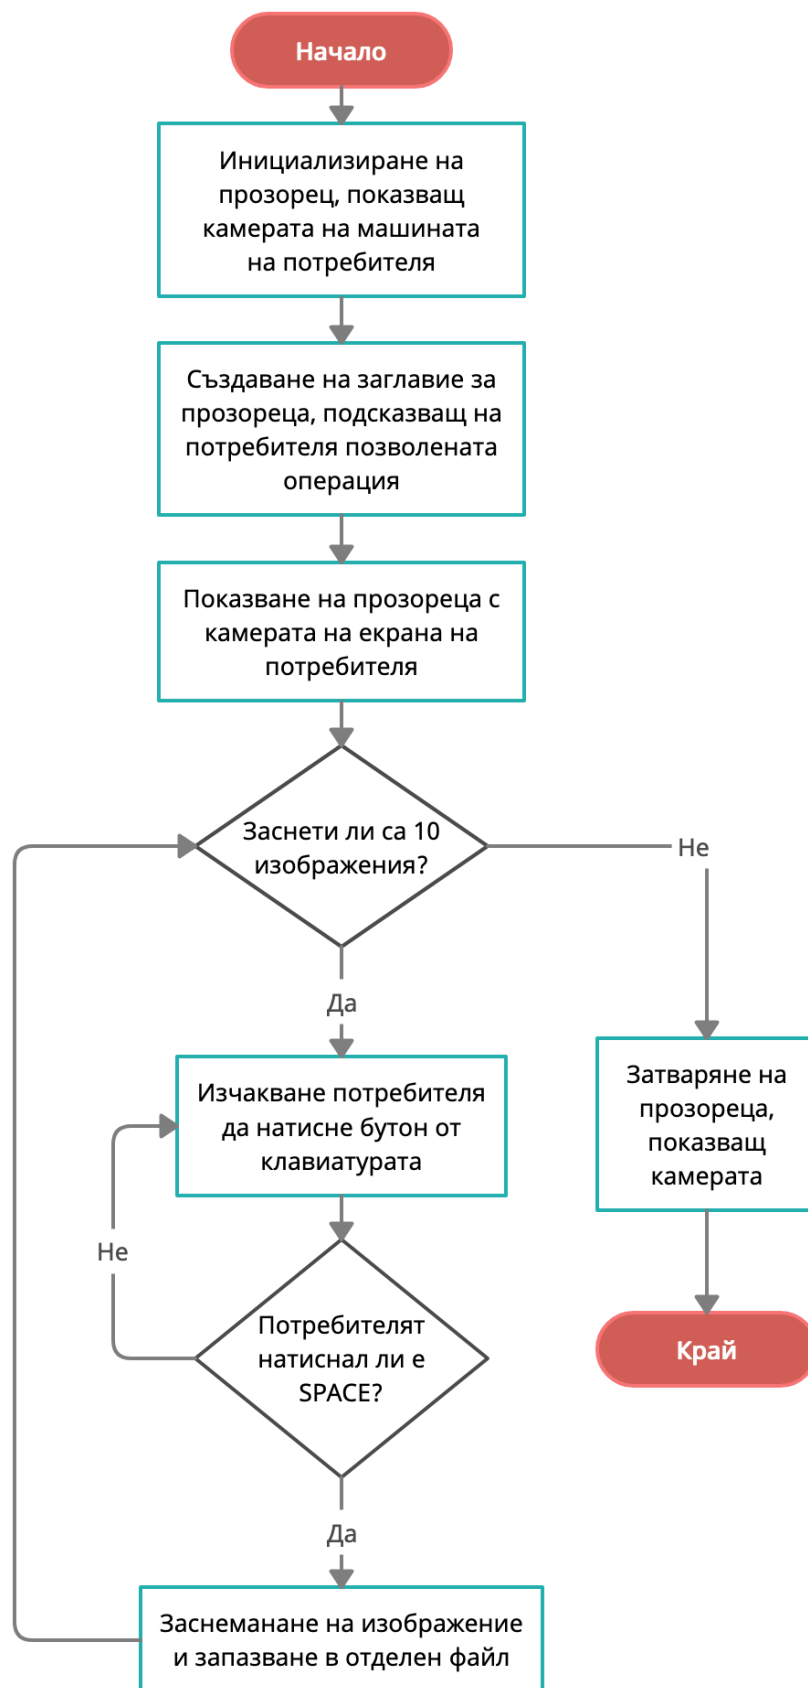 Начало
Инициализиране на
прозорец, показващ
камерата на машината
на потребителя
Създаване на заглавие за
прозореца, подсказващ на
потребителя позволената
операция
Показване на прозореца с
камерата на екрана на
потребителя
Заснети ли са 10
изображения?
Не
Да
Изчакване потребителя
да натисне бутон от
клавиатурата
Затваряне на
прозореца,
показващ
камерата
Не
Потребителят
натиснал ли е
SPACE?
Край
Да
Заснеманане на изображение
и запазване в отделен файл